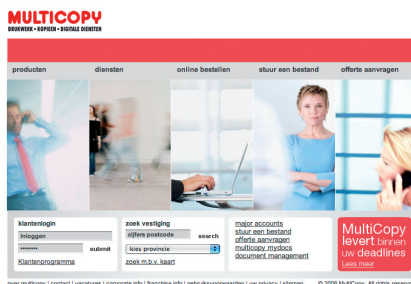 MULTICOPY
DRUKWERK • KOPIEEN • DIGITALE DIENSTEN
producten diensten online bestellen stuur een bestand offerte aanvragen
klantenlogin
inloggen
******** submit
Klantenprogramma
zoek vestiging
cijfers postcode search
kies provincie
zoek m.b.v. kaart
major accounts
stuur een bestand
offerte aanvragen
multicopy mydocs
document management
MultiCopy
levert binnen
uw deadlines
Lees meer
over multicopy | contact | vacatures | corporate info | franchise info | gebruiksvoorwaarden | uw privacy | sitemap © 2006 MultiCopy. All rights reserve